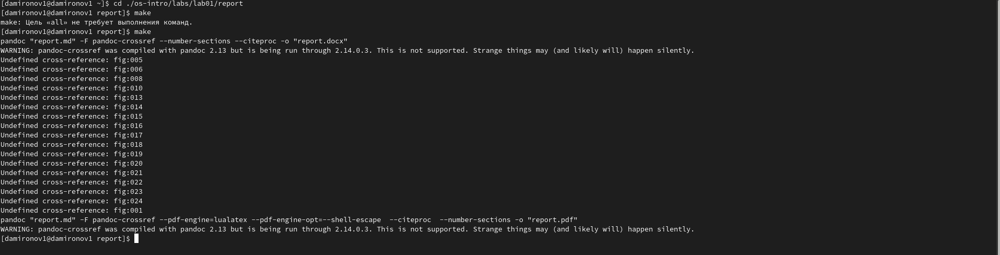 [damironov1@damironov1 ~]$ cd ./os-intro/labs/lab01/report
[damironov1@damironov1 report]$ make
make: Цель «all» не требует выполнения команд.
[damironov1@damironov1 report]$ make
pandoc "report.md" -F pandoc-crossref --number-sections --citeproc -o "report.docx"
WARNING: pandoc-crossref was compiled with pandoc 2.13 but is being run through 2.14.0.3. This is not supported. Strange things may (and likely will) happen silently.
Undefined cross-reference: fig:005
Undefined cross-reference: fig:006
Undefined cross-reference: fig:008
Undefined cross-reference: fig:010
Undefined cross-reference: fig:013
Undefined cross-reference: fig:014
Undefined cross-reference: fig:015
Undefined cross-reference: fig:016
Undefined cross-reference: fig:017
Undefined cross-reference: fig:018
Undefined cross-reference: fig:019
Undefined cross-reference: fig:020
Undefined cross-reference: fig:021
Undefined cross-reference: fig:022
Undefined cross-reference: fig:023
Undefined cross-reference: fig:024
Undefined cross-reference: fig:001
pandoc "report.md" -F pandoc-crossref --pdf-engine=lualatex --pdf-engine-opt=--shell-escape  --citeproc  --number-sections -o "report.pdf"
WARNING: pandoc-crossref was compiled with pandoc 2.13 but is being run through 2.14.0.3. This is not supported. Strange things may (and likely will) happen silently.
[damironov1@damironov1 report]$